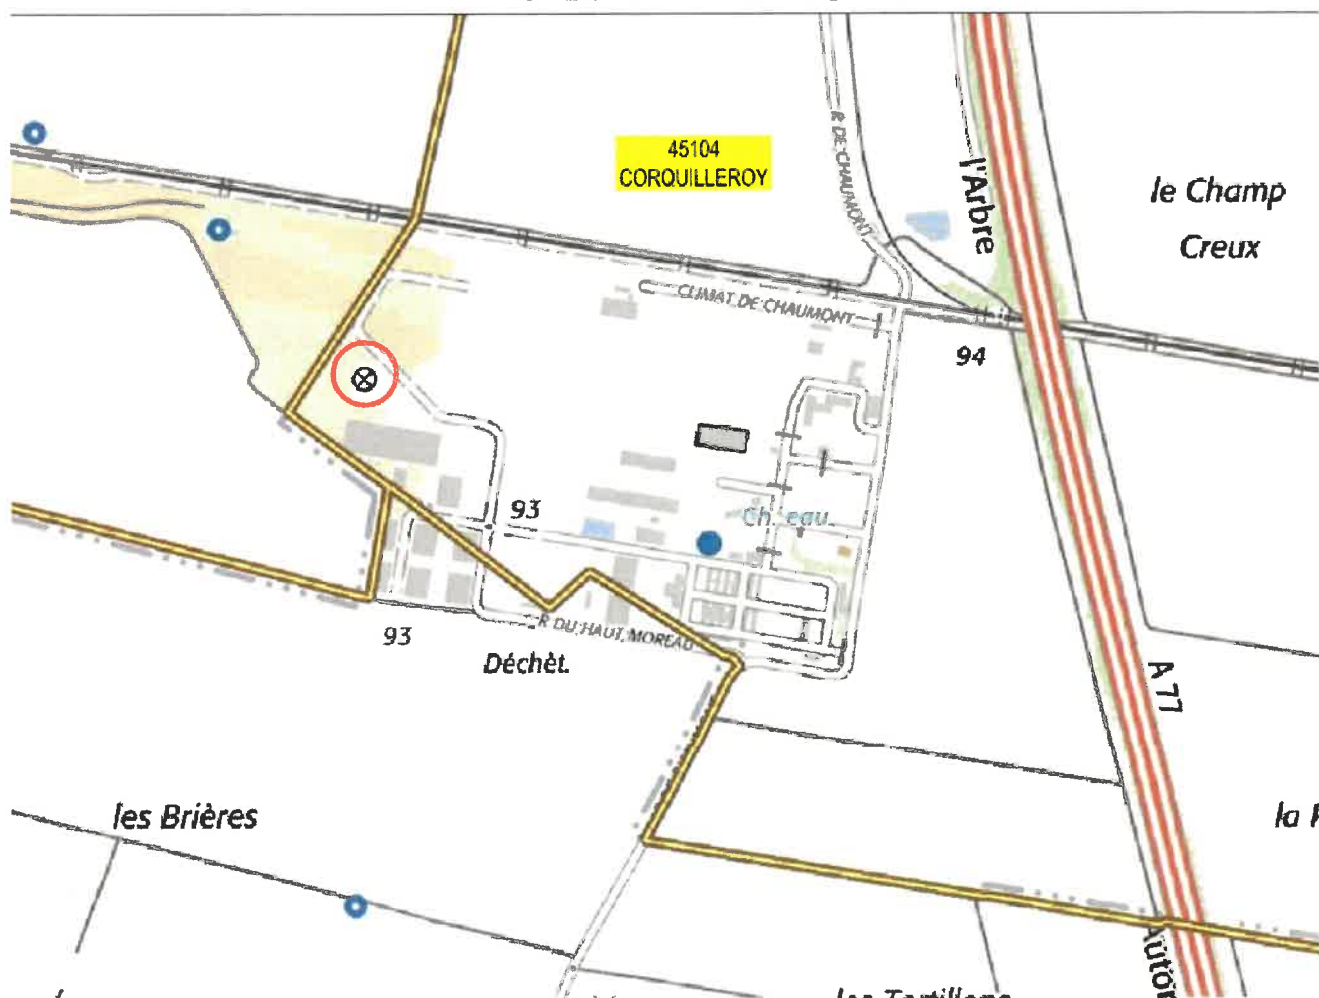 45104
CORQUILLEROY
R DE CHAUMONT
l'Arbre
le Champ
Creux
CLIMAT DE CHAUMONT
94
93
Ch. eau.
R DU HAUT MOREAU
93
Déchèt.
A 77
les Brières
la